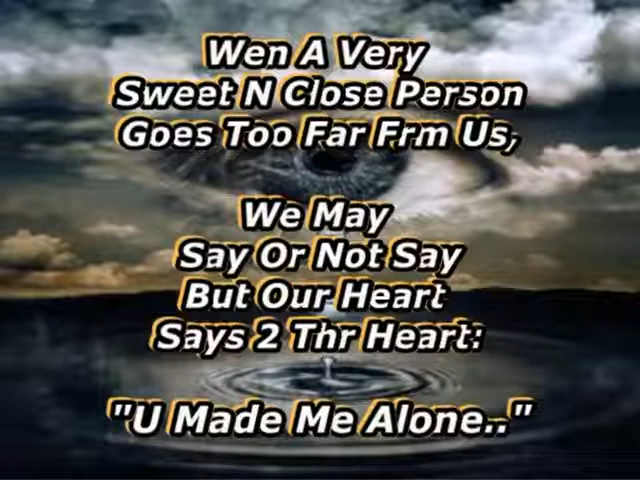 Wen A Very
Sweet N Close Person
Goes Too Far Frm Us,
We May
Say Or Not Say
But Our Heart
Says 2 Thr Heart:
"U Made Me Alone.."